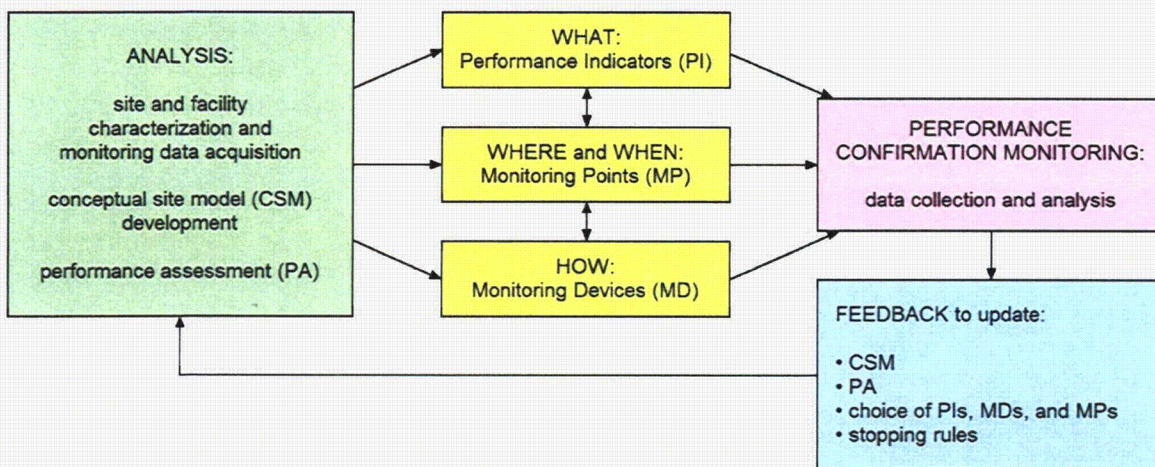 ANALYSIS:
site and facility
characterization and
monitoring data acquisition
conceptual site model (CSM)
development
performance assessment (PA)
WHAT:
Performance Indicators (PI)
WHERE and WHEN:
Monitoring Points (MP)
HOW:
Monitoring Devices (MD)
PERFORMANCE
CONFIRMATION MONITORING:
data collection and analysis
FEEDBACK to update:
• CSM
• PA
• choice of PIs, MDs, and MPs
• stopping rules